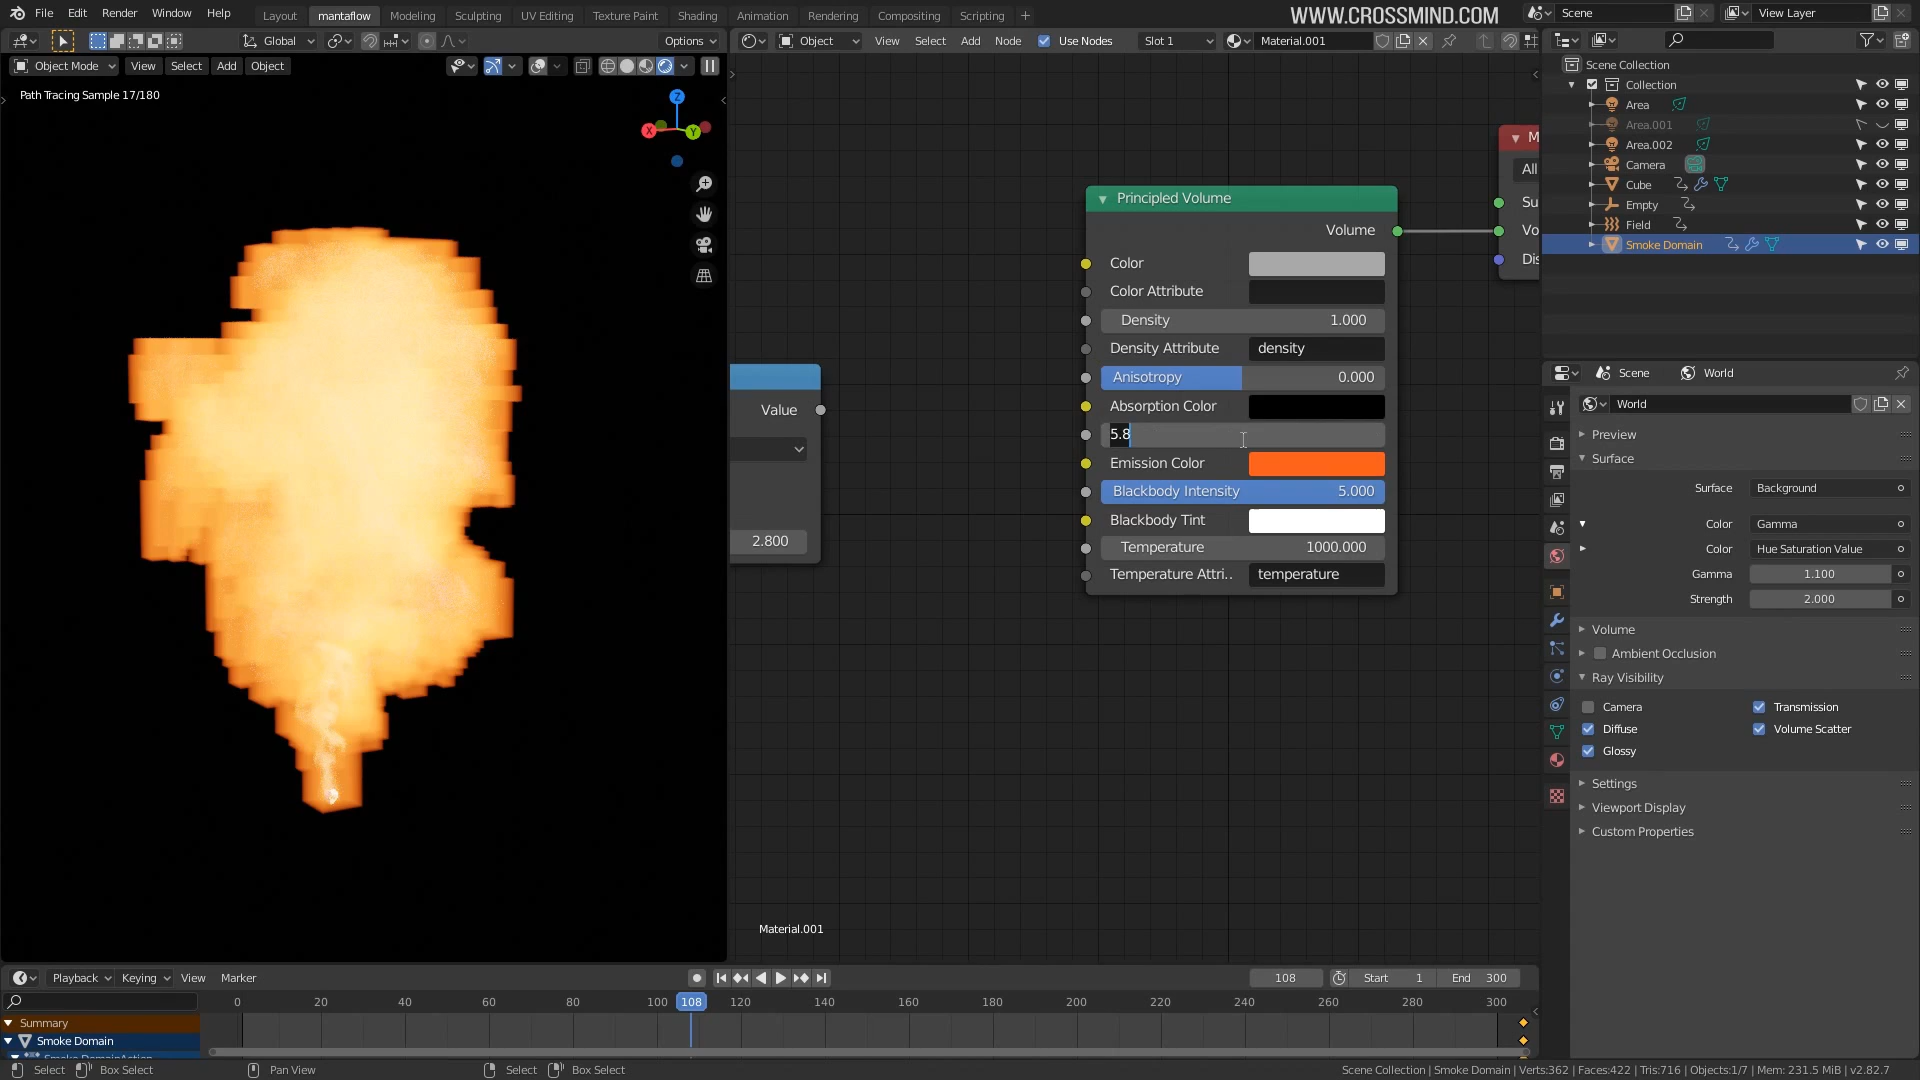 File Edit Render Window Help Layout mantaflow Modeling Sculpting UV Editing Texture Paint Shading Animation Rendering Compositing Scripting + WWW.CROSSMIND.COM Scene View Layer
Global Options Object View Select Add Node Use Nodes Slot 1 Material.001
Object Mode View Select Add Object
Path Tracing Sample 17/180
Z
X
Y
Value
2.800
Principled Volume
Volume
Color
Color Attribute
Density 1.000
Density Attribute density
Anisotropy 0.000
Absorption Color
5.8
Emission Color
Blackbody Intensity 5.000
Blackbody Tint
Temperature 1000.000
Temperature Attri.. temperature
M
All
Su
Vo
Dis
Material.001
Scene Collection
Collection
Area
Area.001
Area.002
Camera
Cube
Empty
Field
Smoke Domain
Scene World
World
Preview
Surface
Surface Background
Color Gamma
Color Hue Saturation Value
Gamma 1.100
Strength 2.000
Volume
Ambient Occlusion
Ray Visibility
Camera Transmission
Diffuse Volume Scatter
Glossy
Settings
Viewport Display
Custom Properties
Playback Keying View Marker 108 Start 1 End 300
0 20 40 60 80 100 108 120 140 160 180 200 220 240 260 280 300
Summary
Smoke Domain
Smoke DomainAction
Select Box Select Pan View Select Box Select Scene Collection | Smoke Domain | Verts:362 | Faces:422 | Tris:716 | Objects:1/7 | Mem: 231.5 MiB | v2.82.7